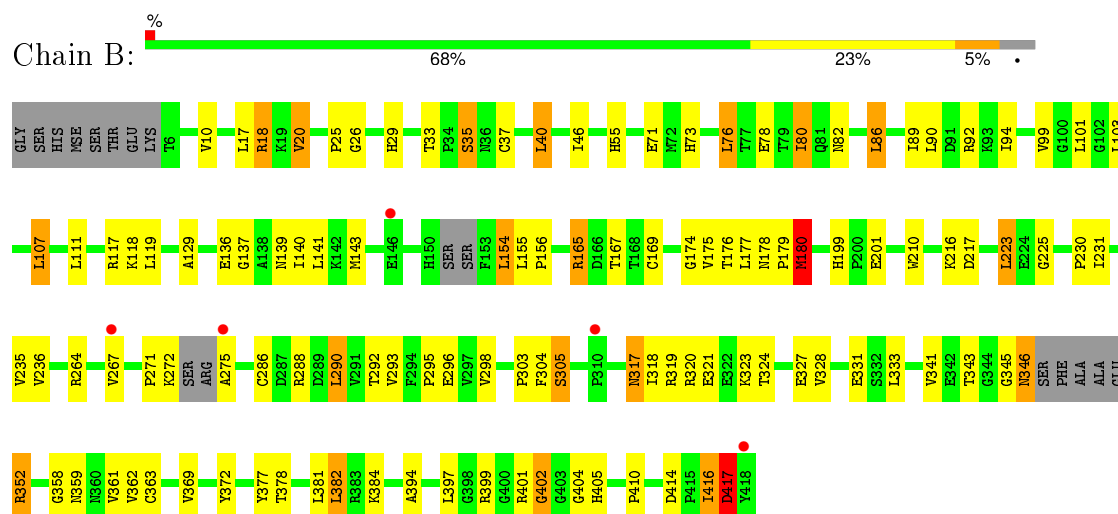 %
Chain B:
68% 23% 5% •
GLY SER HIS MSE SER THR GLU LYS T6 V10 L17 R18 K19 V20 P25 G26 H29 T33 P34 S35 N36 C37 L40 I46 H55 E71 M72 H73 L76 T77 E78 T79 I80 Q81 N82 L86 I89 L90 D91 R92 K93 I94 V99 G100 L101 G102 L103
L107 L111 R117 K118 L119 A129 E136 G137 A138 N139 I140 L141 K142 M143 E146 H150 SER SER F153 L154 L155 P156 R165 D166 T167 T168 C169 G174 V175 T176 L177 N178 P179 M180 H199 P200 E201 W210 K216 D217 L223 E224 G225 P230 I231
V235 V236 R264 V267 P271 K272 SER ARG A275 C286 D287 R288 D289 L290 V291 T292 V293 F294 P295 E296 V297 V298 P303 F304 S305 P310 N317 I318 R319 R320 E321 E322 K323 T324 E327 V328 E331 S332 L333 V341 E342 T343 G344 G345 N346 SER PHE ALA ALA GLU
R352 G358 N359 N360 V361 V362 C363 V369 Y372 Y377 T378 L381 L382 R383 K384 A394 L397 G398 R399 G400 R401 G402 G403 G404 H405 P410 D414 P415 I416 D417 Y418